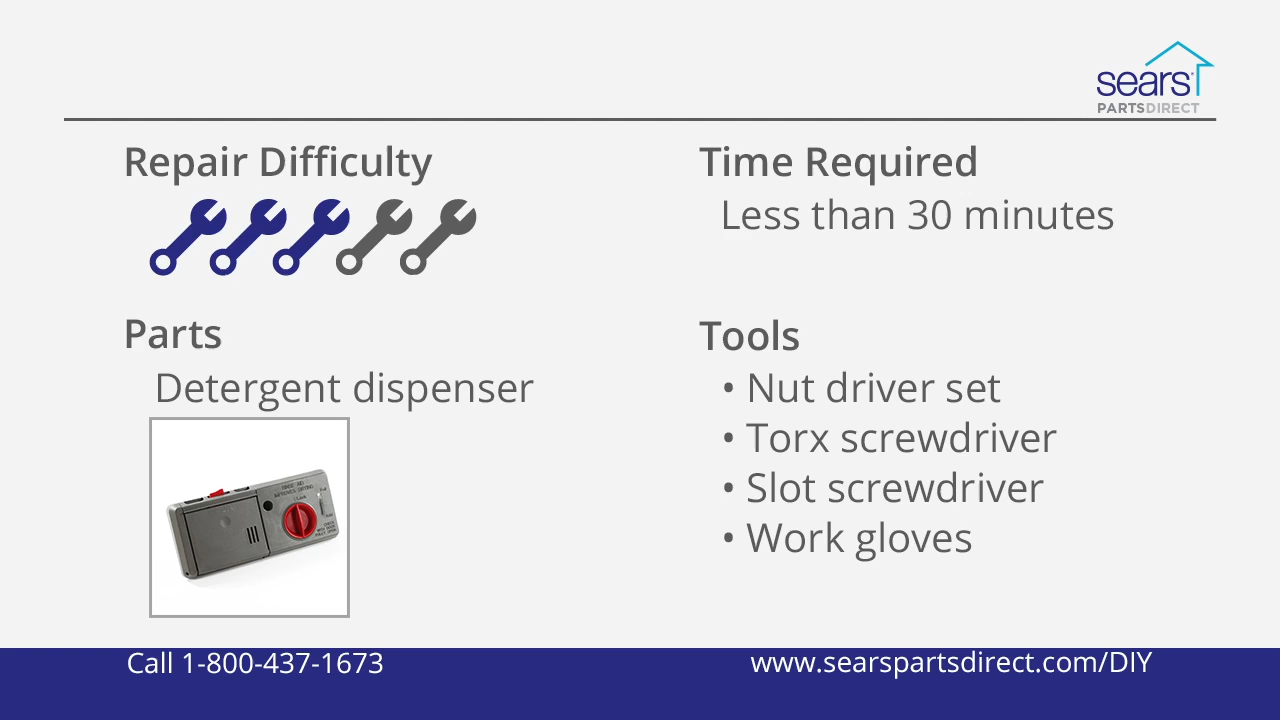 sears
PARTSDIRECT
Repair Difficulty
Time Required
Less than 30 minutes
Parts
Detergent dispenser
Tools
• Nut driver set
• Torx screwdriver
• Slot screwdriver
• Work gloves
Call 1-800-437-1673
www.searspartsdirect.com/DIY